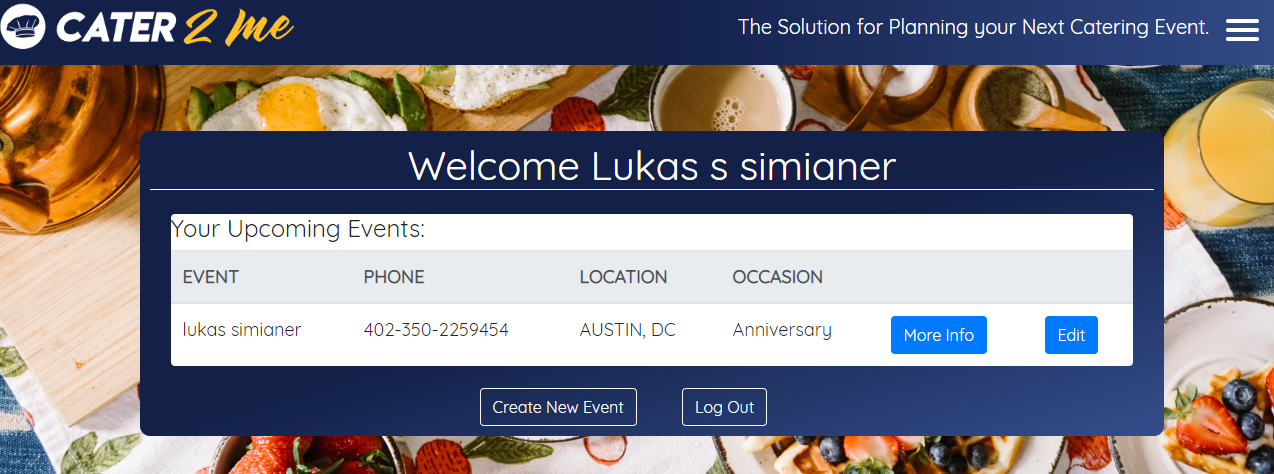 CATER 2 me
The Solution for Planning your Next Catering Event.
Welcome Lukas s simianer
Your Upcoming Events:
EVENT PHONE LOCATION OCCASION
lukas simianer 402-350-2259454 AUSTIN, DC Anniversary More Info Edit
Create New Event Log Out